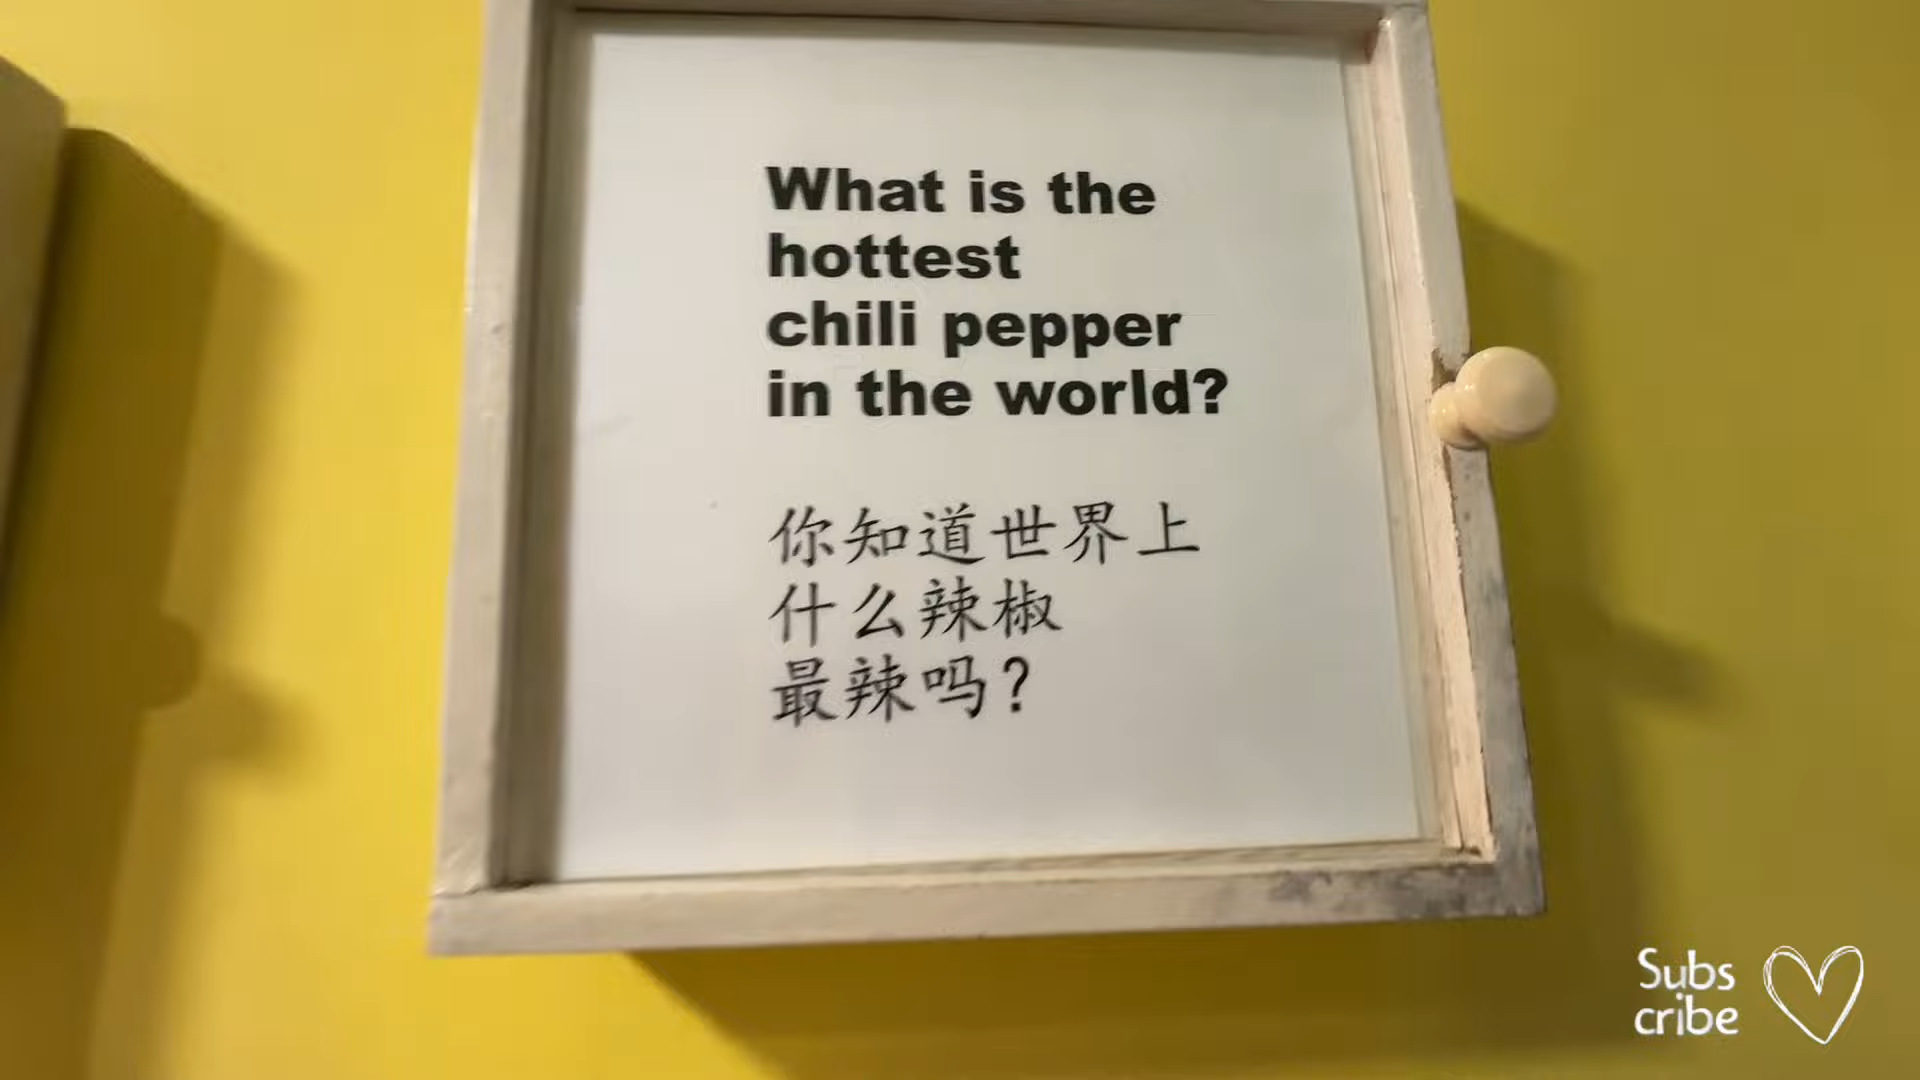 What is the
hottest
chili pepper
in the world?
你知道世界上
什么辣椒
最辣吗？
Subs
cribe